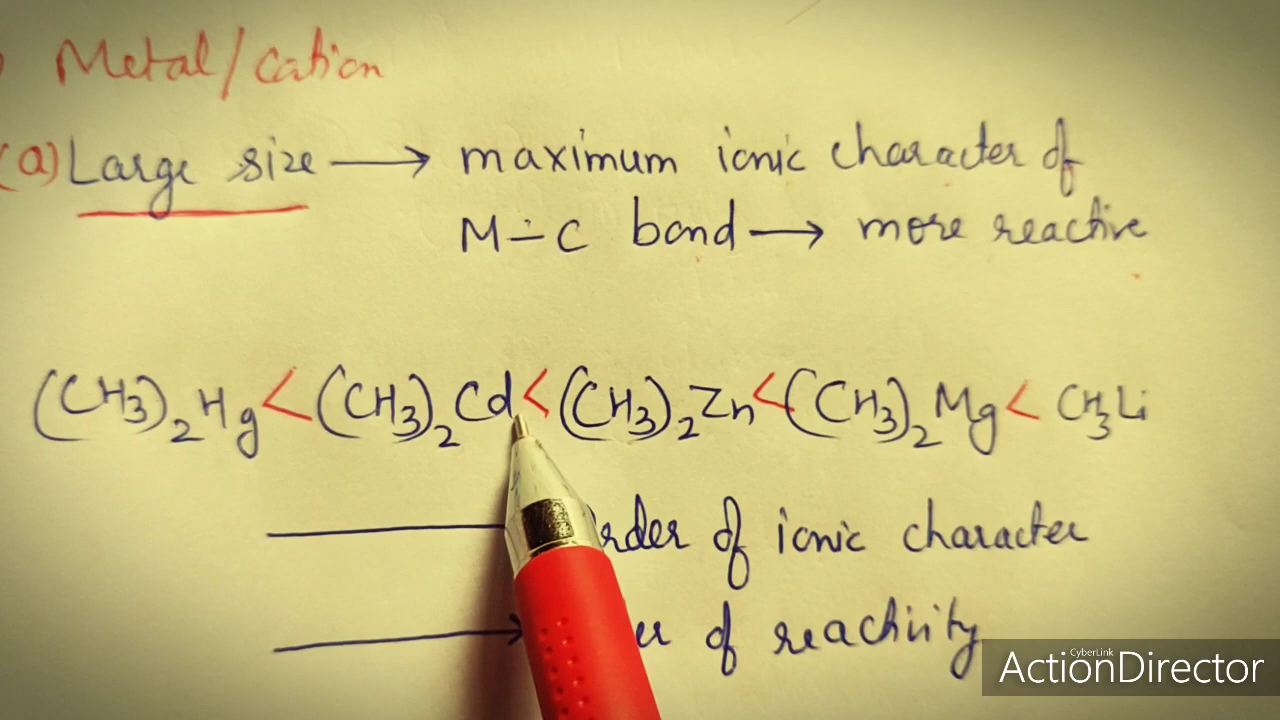 Metal/cation
(a) Large size ⟶ maximum ionic character of
M–C bond ⟶ more reactive
(CH3)2Hg < (CH3)2Cd < (CH3)2Zn < (CH3)2Mg < CH3Li
of ionic character
of reactivity
CyberLink
ActionDirector